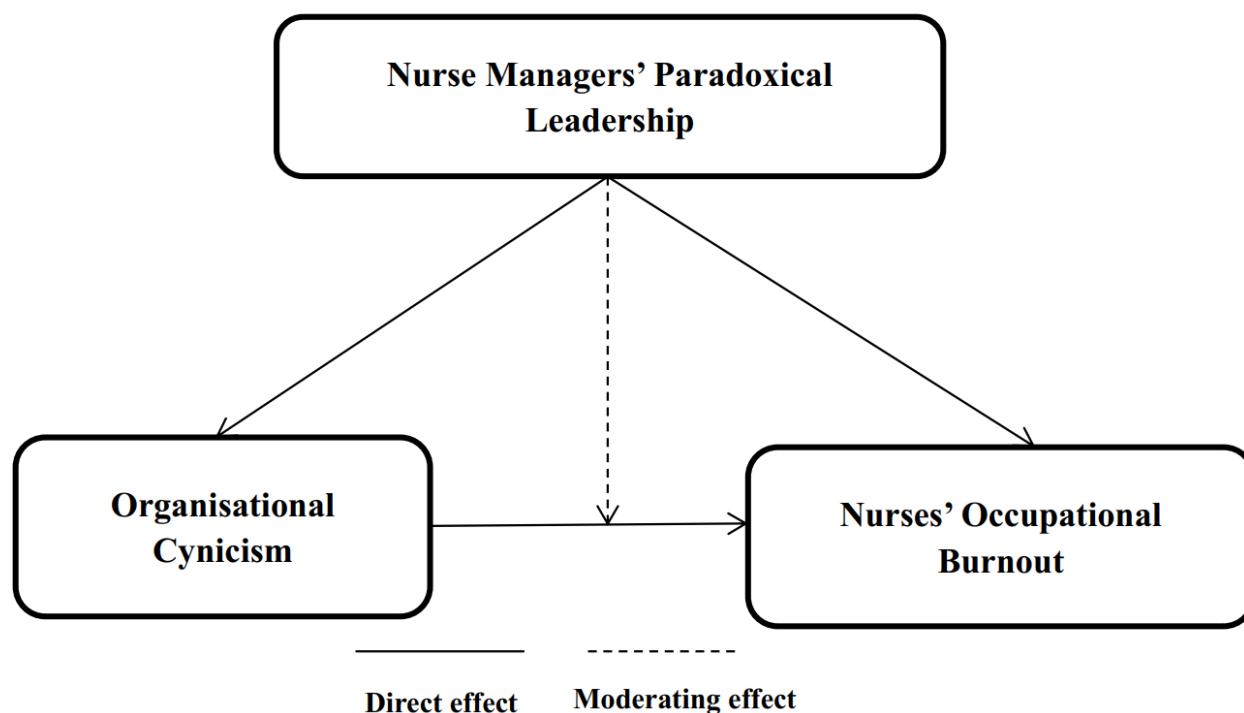 Nurse Managers’ Paradoxical
Leadership
Organisational
Cynicism
Nurses’ Occupational
Burnout
Direct effect
Moderating effect